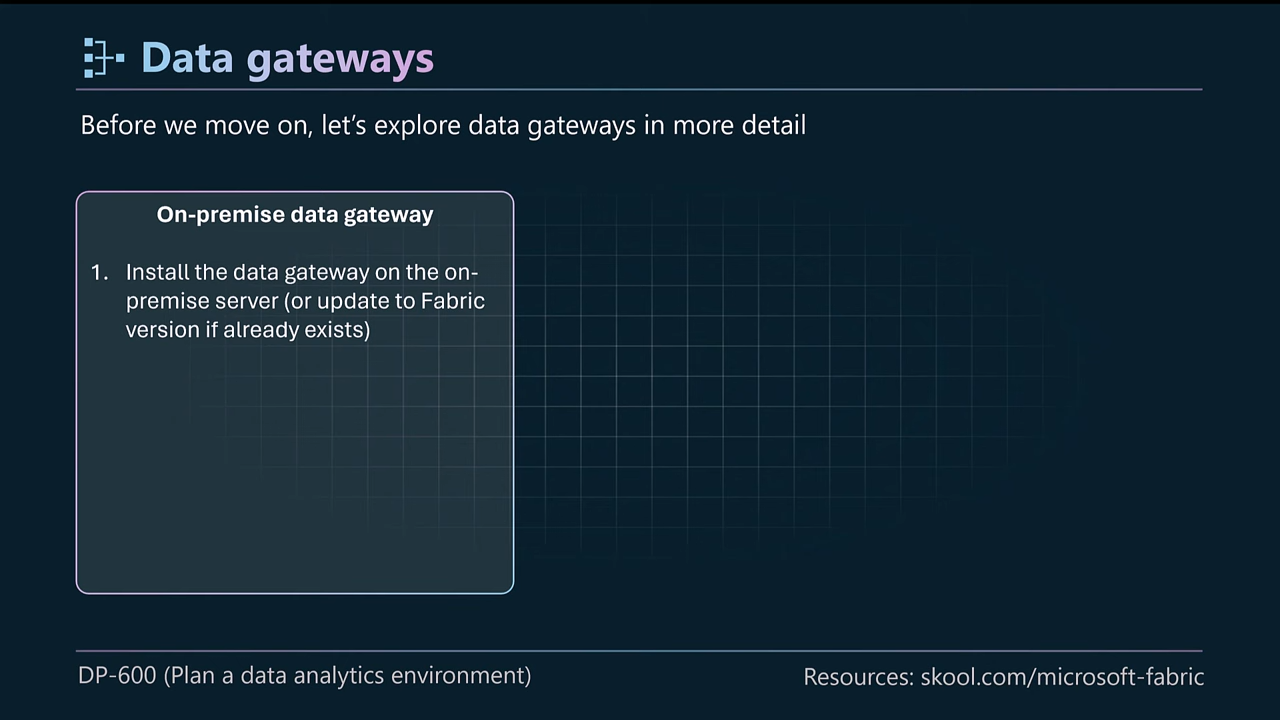 Data gateways
Before we move on, let’s explore data gateways in more detail
On-premise data gateway
1. Install the data gateway on the on-
premise server (or update to Fabric
version if already exists)
DP-600 (Plan a data analytics environment)
Resources: skool.com/microsoft-fabric